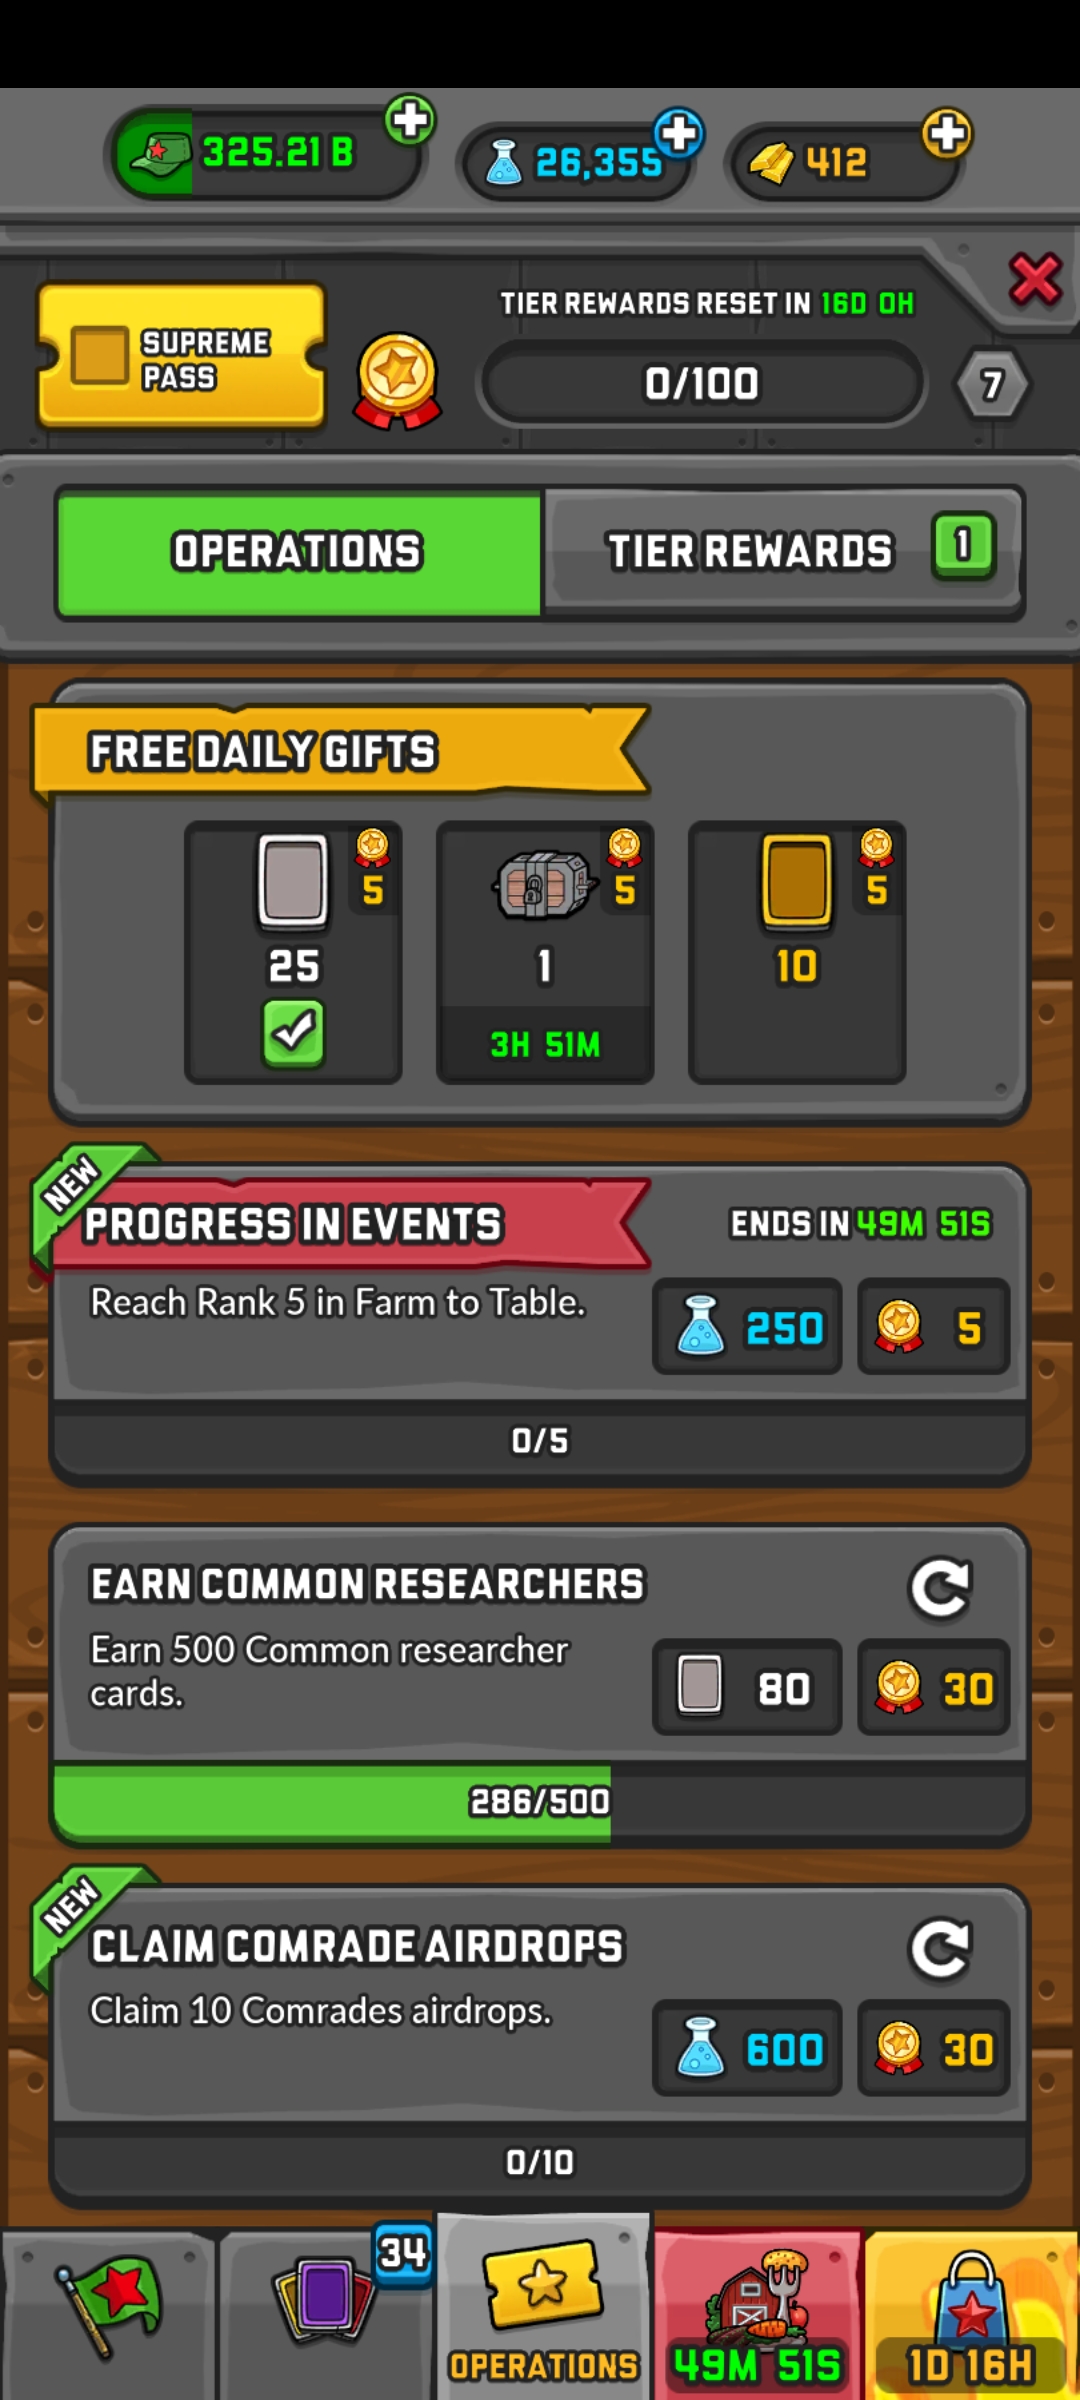 325.21 B
26,355
412
SUPREME
PASS
TIER REWARDS RESET IN 16D 0H
0/100
7
OPERATIONS
TIER REWARDS
1
FREE DAILY GIFTS
5
5
5
25
1
10
3H 51M
NEW
PROGRESS IN EVENTS
ENDS IN 49M 51S
Reach Rank 5 in Farm to Table.
250
5
0/5
EARN COMMON RESEARCHERS
Earn 500 Common researcher
cards.
80
30
286/500
NEW
CLAIM COMRADE AIRDROPS
Claim 10 Comrades airdrops.
600
30
0/10
34
OPERATIONS
49M 51S
1D 16H